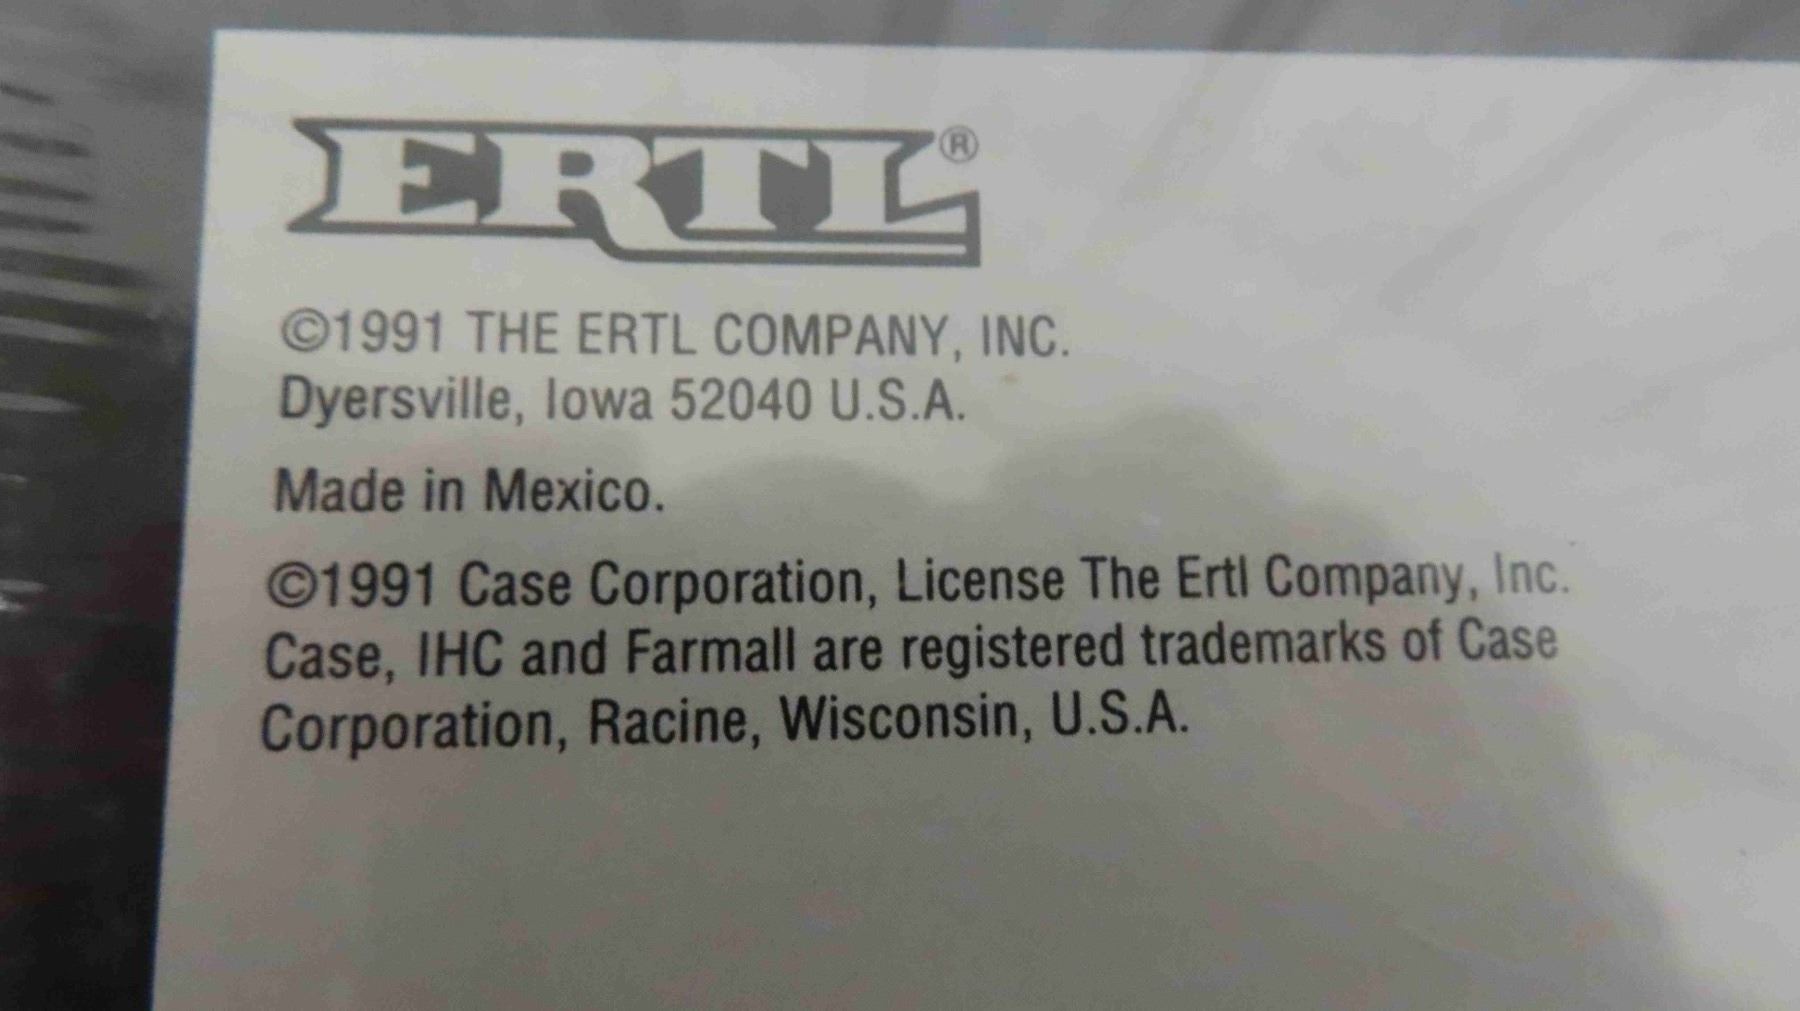 ERTL®
©1991 THE ERTL COMPANY, INC.
Dyersville, Iowa 52040 U.S.A.
Made in Mexico.
©1991 Case Corporation, License The Ertl Company, Inc.
Case, IHC and Farmall are registered trademarks of Case
Corporation, Racine, Wisconsin, U.S.A.